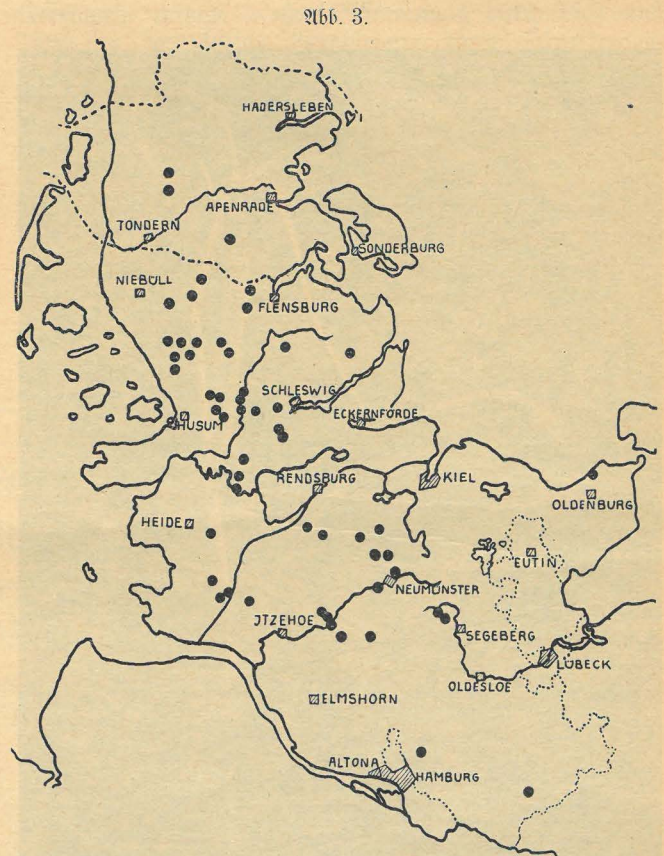 Abb. 3.
HADERSLEBEN
APENRADE
TONDERN
SONDERBURG
NIEBÜLL
FLENSBURG
SCHLESWIG
ECKERNFÖRDE
HUSUM
RENDSBURG
KIEL
OLDENBURG
HEIDE
EUTIN
NEUMÜNSTER
JTZEHOE
SEGEBERG
LÜBECK
OLDESLOE
ELMSHORN
ALTONA
HAMBURG